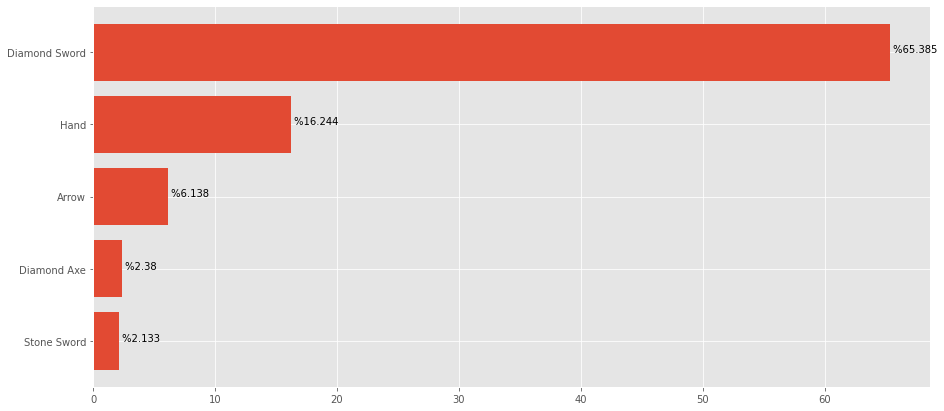 Diamond Sword %65.385
Hand %16.244
Arrow %6.138
Diamond Axe %2.38
Stone Sword %2.133
0 10 20 30 40 50 60